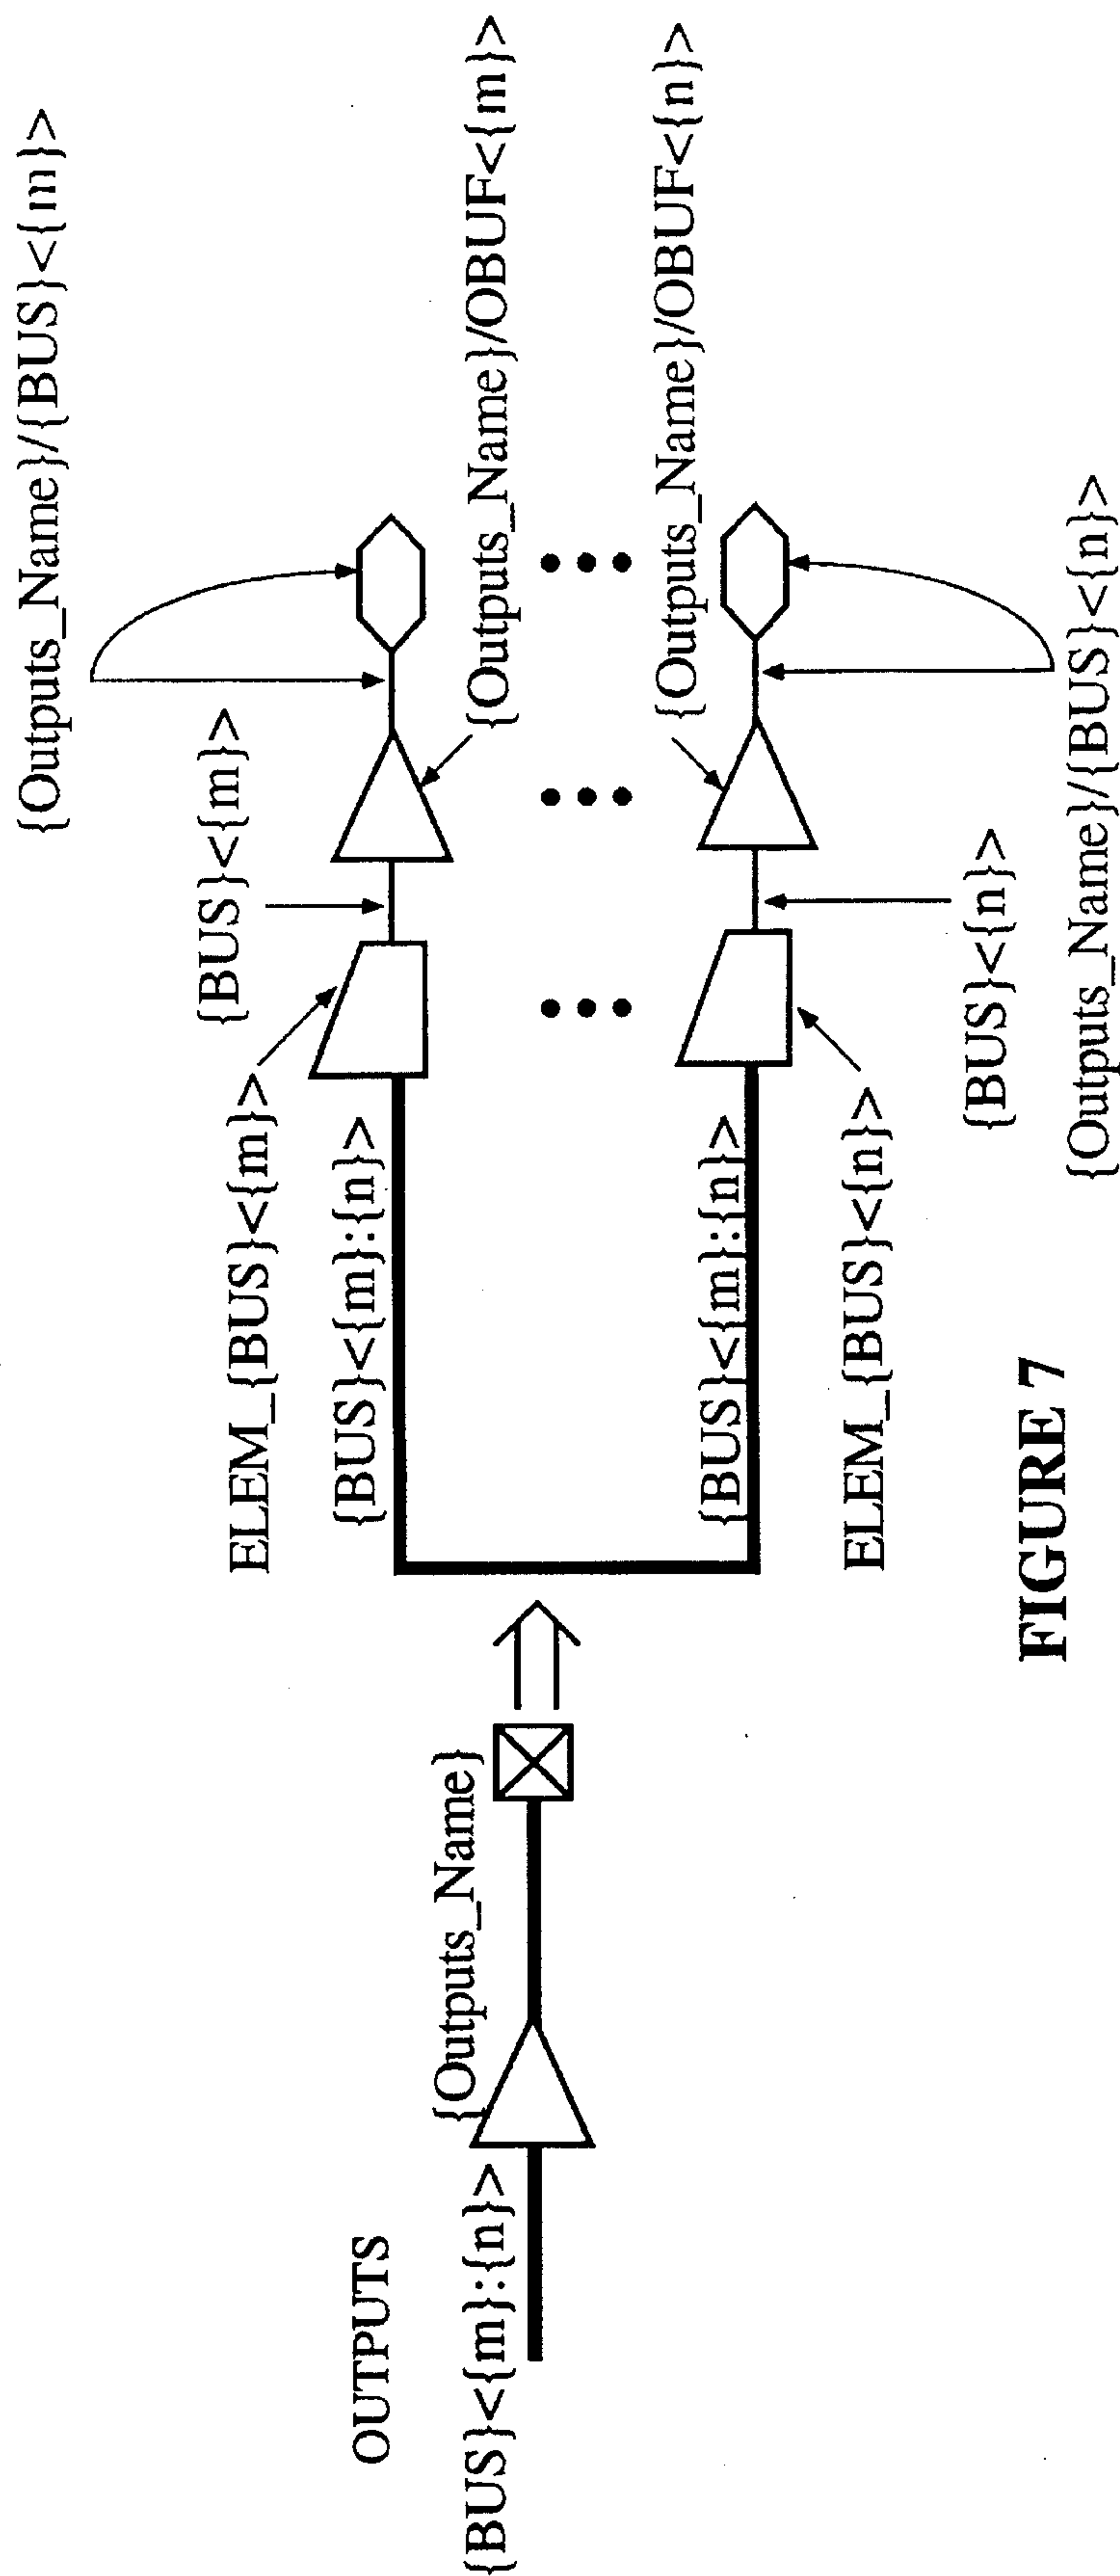 OUTPUTS
{BUS}<{m}:{n}>
{Outputs_Name}
{Outputs_Name}/{BUS}<{m}>
{BUS}<{m}>
ELEM_{BUS}<{m}>
{BUS}<{m}:{n}>
{Outputs_Name}/OBUF<{m}>
{Outputs_Name}/OBUF<{n}>
{BUS}<{m}:{n}>
ELEM_{BUS}<{n}>
{BUS}<{n}>
{Outputs_Name}/{BUS}<{n}>
FIGURE 7